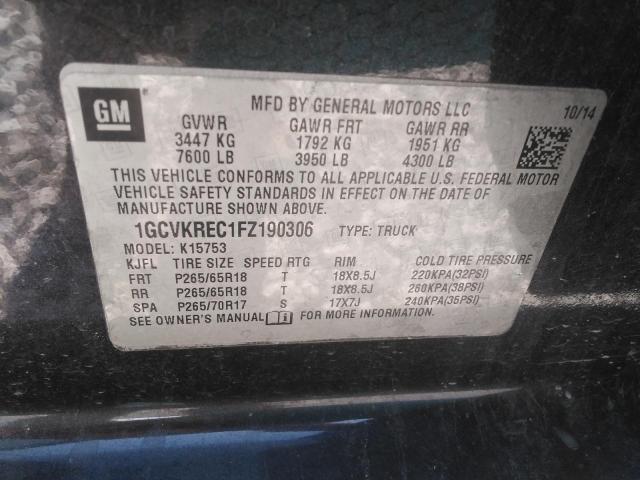 GM
MFD BY GENERAL MOTORS LLC 10/14
GVWR GAWR FRT GAWR RR
3447 KG 1792 KG 1951 KG
7600 LB 3950 LB 4300 LB
THIS VEHICLE CONFORMS TO ALL APPLICABLE U.S. FEDERAL MOTOR
VEHICLE SAFETY STANDARDS IN EFFECT ON THE DATE OF
MANUFACTURE SHOWN ABOVE.
1GCVKREC1FZ190306 TYPE: TRUCK
MODEL: K15753
KJFL TIRE SIZE SPEED RTG RIM COLD TIRE PRESSURE
FRT P265/65R18 T 18X8.5J 220KPA(32PSI)
RR P265/65R18 T 18X8.5J 260KPA(38PSI)
SPA P265/70R17 S 17X7J 240KPA(35PSI)
SEE OWNER'S MANUAL FOR MORE INFORMATION.